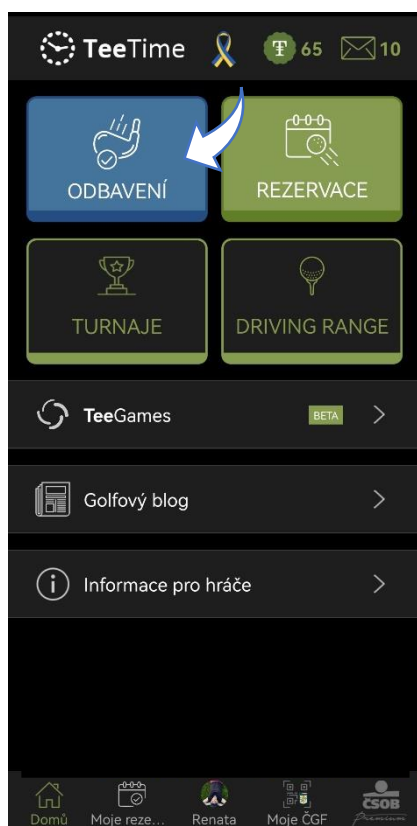 TeeTime
65
10
ODBAVENÍ
REZERVACE
TURNAJE
DRIVING RANGE
TeeGames
BETA
Golfový blog
Informace pro hráče
Domů
Moje reze...
Renata
Moje ČGF
ČSOB
Premium